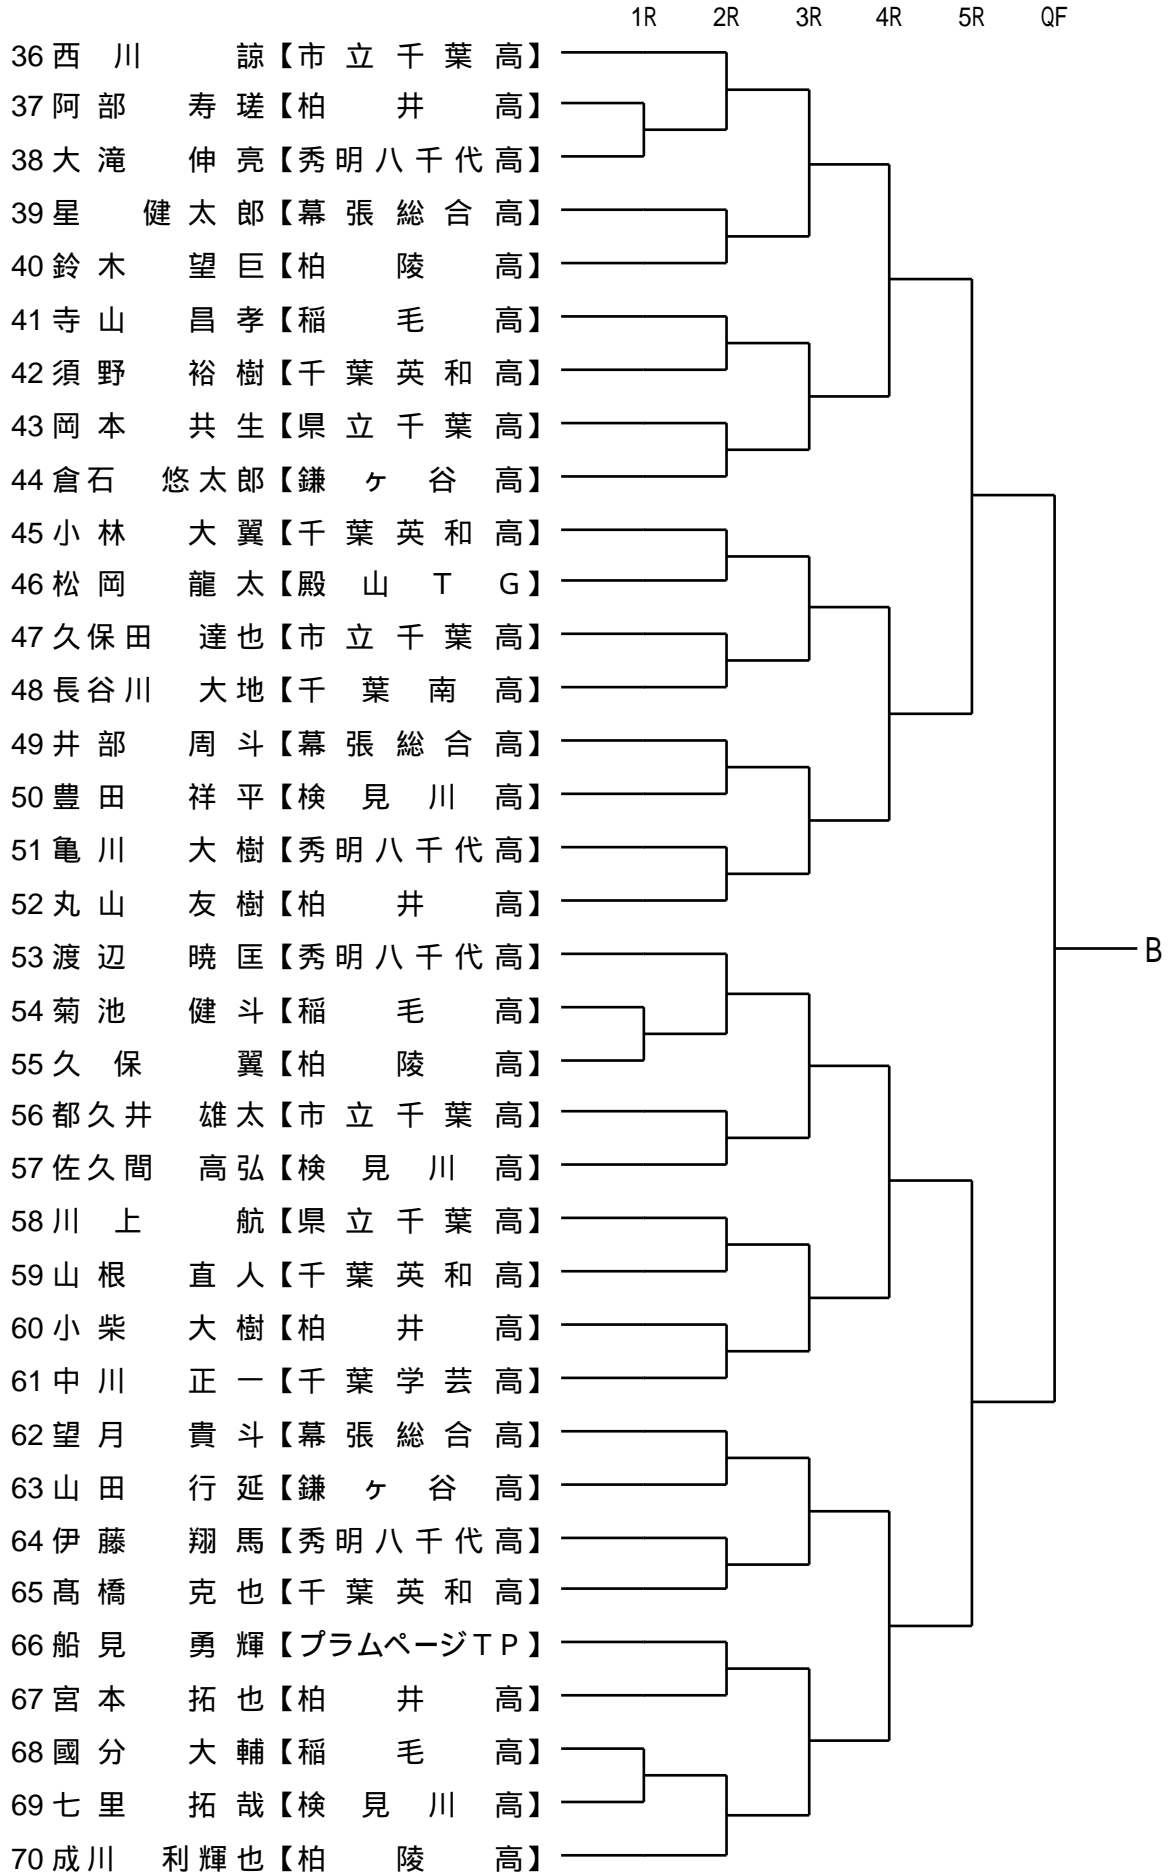 1R 2R 3R 4R 5R QF
36 西川 諒【市立千葉高】
37 阿部 寿瑳【柏井高】
38 大滝 伸亮【秀明八千代高】
39 星 健太郎【幕張総合高】
40 鈴木 望巨【柏陵高】
41 寺山 昌孝【稲毛高】
42 須野 裕樹【千葉英和高】
43 岡本 共生【県立千葉高】
44 倉石 悠太郎【鎌ヶ谷高】
45 小林 大翼【千葉英和高】
46 松岡 龍太【殿山TG】
47 久保田 達也【市立千葉高】
48 長谷川 大地【千葉南高】
49 井部 周斗【幕張総合高】
50 豊田 祥平【検見川高】
51 亀川 大樹【秀明八千代高】
52 丸山 友樹【柏井高】
53 渡辺 暁匡【秀明八千代高】
B
54 菊池 健斗【稲毛高】
55 久保 翼【柏陵高】
56 都久井 雄太【市立千葉高】
57 佐久間 高弘【検見川高】
58 川上 航【県立千葉高】
59 山根 直人【千葉英和高】
60 小柴 大樹【柏井高】
61 中川 正一【千葉学芸高】
62 望月 貴斗【幕張総合高】
63 山田 行延【鎌ヶ谷高】
64 伊藤 翔馬【秀明八千代高】
65 髙橋 克也【千葉英和高】
66 船見 勇輝【プラムページTP】
67 宮本 拓也【柏井高】
68 國分 大輔【稲毛高】
69 七里 拓哉【検見川高】
70 成川 利輝也【柏陵高】